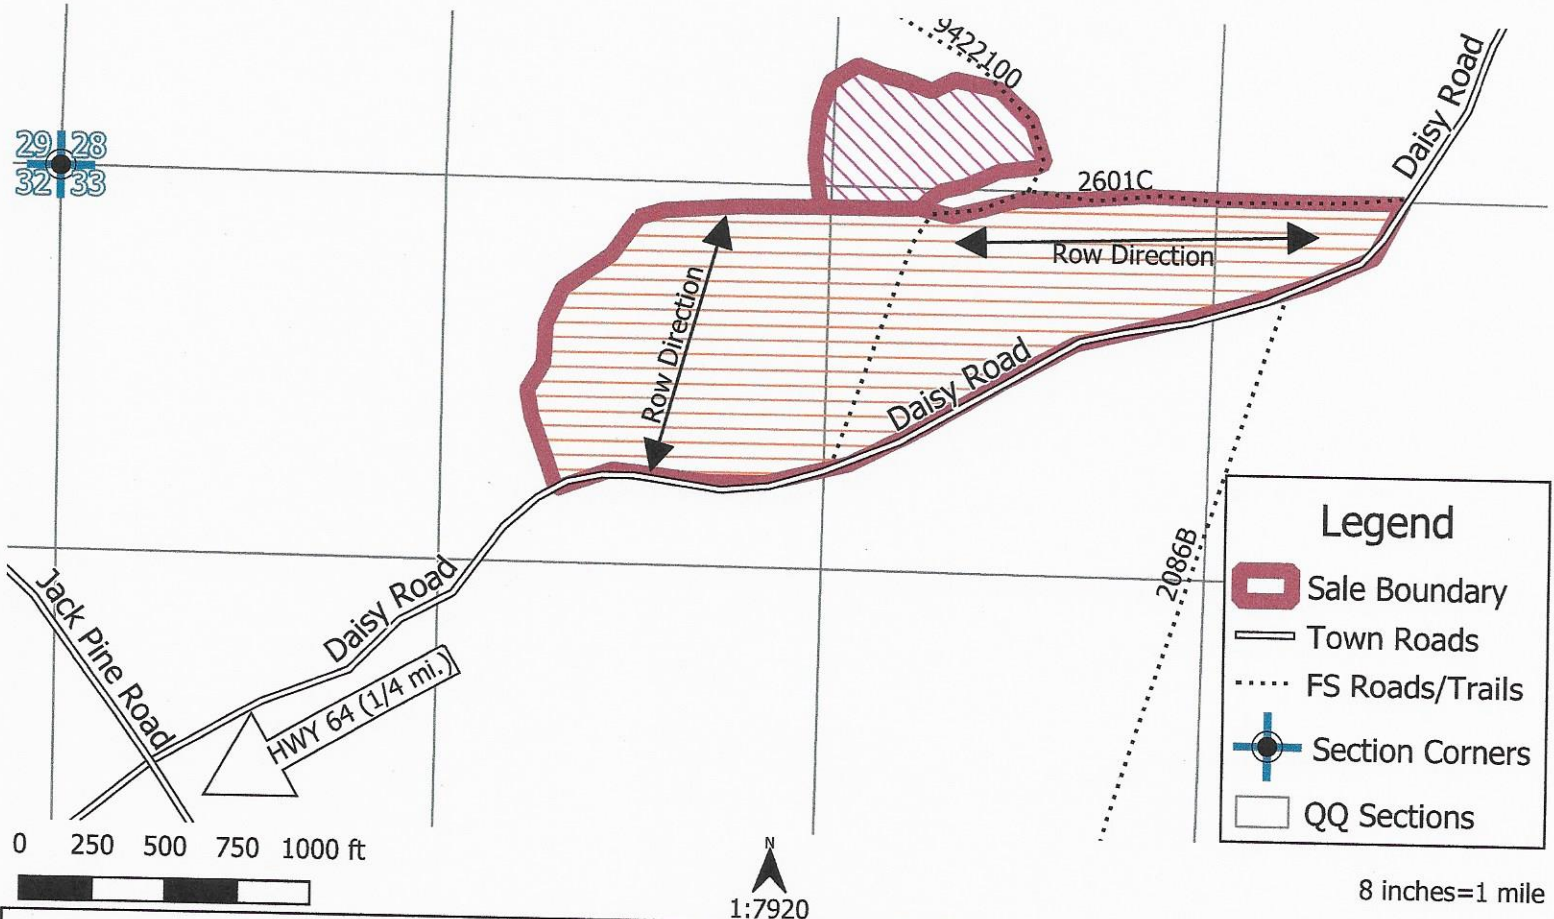 9422100
Daisy Road
29 28
32 33
2601C
Row Direction
Row Direction
Daisy Road
2086B
Jack Pine Road
Daisy Road
HWY 64 (1/4 mi.)
Legend
Sale Boundary
Town Roads
FS Roads/Trails
Section Corners
QQ Sections
0 250 500 750 1000 ft
N
1:7920
8 inches=1 mile